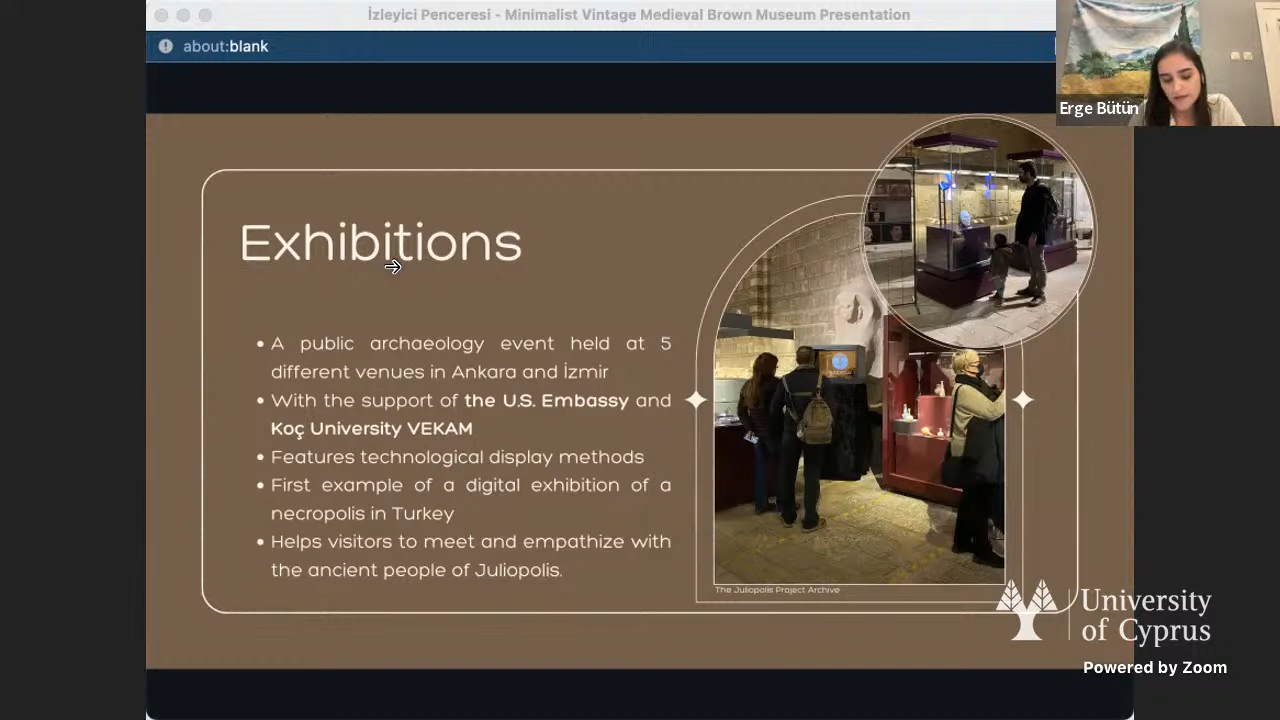 İzleyici Penceresi - Minimalist Vintage Medieval Brown Museum Presentation
about:blank
Erge Bütün
Exhibitions
• A public archaeology event held at 5
different venues in Ankara and İzmir
• With the support of the U.S. Embassy and
Koç University VEKAM
• Features technological display methods
• First example of a digital exhibition of a
necropolis in Turkey
• Helps visitors to meet and empathize with
the ancient people of Juliopolis.
The Juliopolis Project Archive
University
of Cyprus
Powered by Zoom